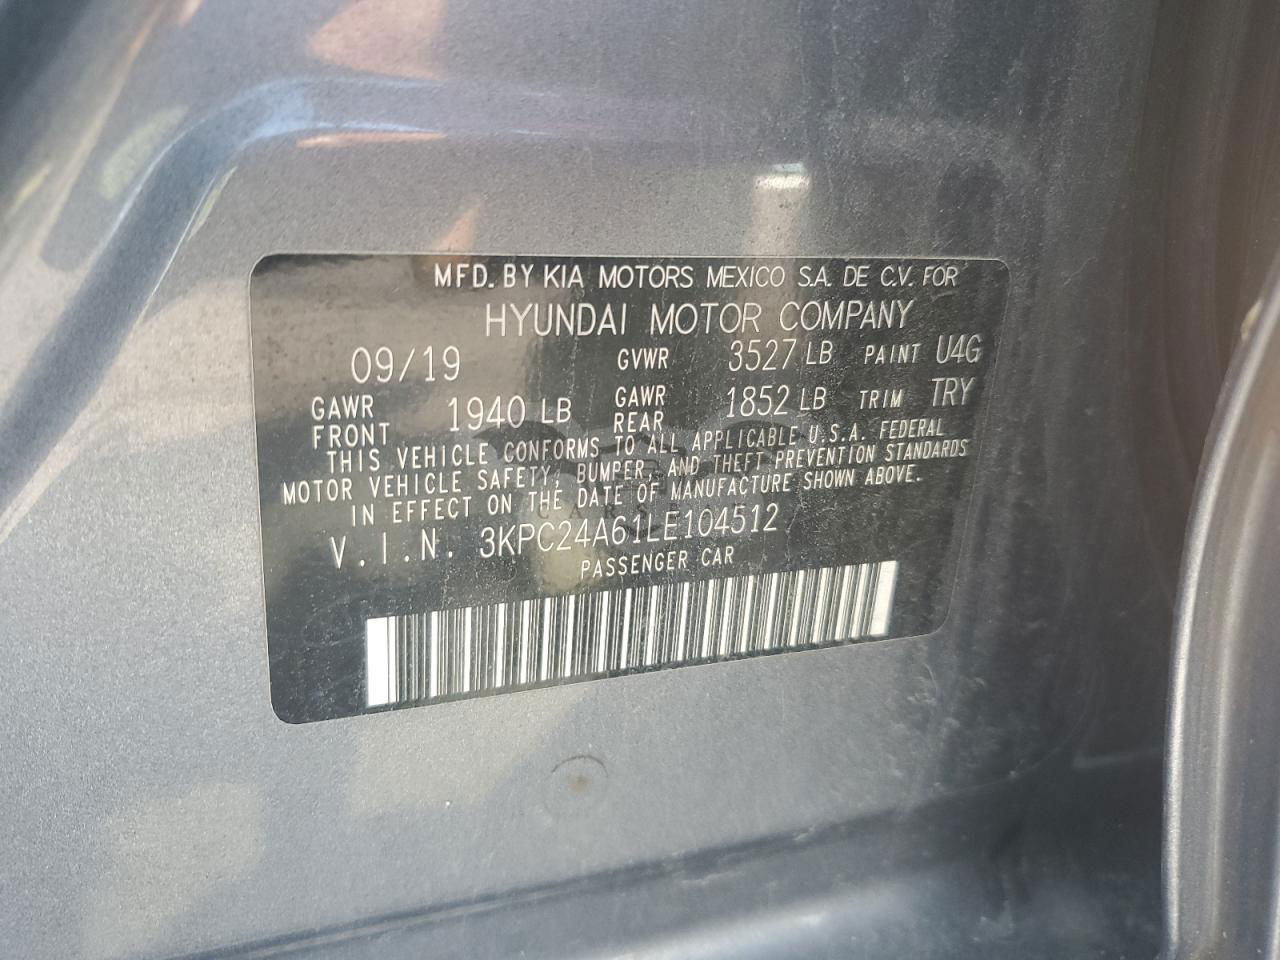 MFD. BY KIA MOTORS MEXICO S.A. DE C.V. FOR
HYUNDAI MOTOR COMPANY
09/19 GVWR 3527 LB PAINT U4G
GAWR FRONT 1940 LB GAWR REAR 1852 LB TRIM TRY
THIS VEHICLE CONFORMS TO ALL APPLICABLE U.S.A. FEDERAL
MOTOR VEHICLE SAFETY, BUMPER, AND THEFT PREVENTION STANDARDS
IN EFFECT ON THE DATE OF MANUFACTURE SHOWN ABOVE.
V.I.N. 3KPC24A61LE104512
PASSENGER CAR